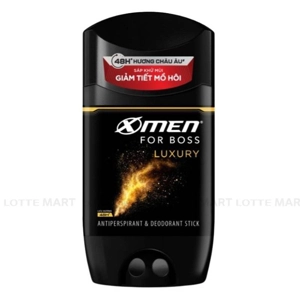 48H* HƯƠNG CHÂU ÂU*
SÁP KHỬ MÙI
GIẢM TIẾT MỒ HÔI
XMEN
FOR BOSS
LUXURY
LOTTE MART
LOTTE MART
ANTIPERSPIRANT & DEODORANT STICK